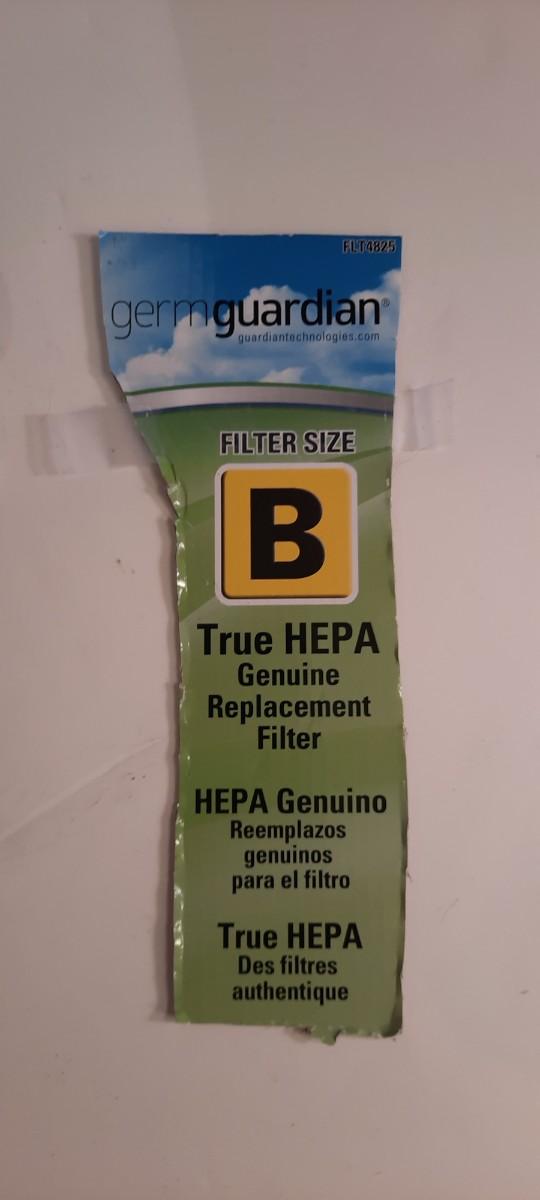 FLT4825
germguardian®
guardiantechnologies.com
FILTER SIZE
B
True HEPA
Genuine
Replacement
Filter
HEPA Genuino
Reemplazos
genuinos
para el filtro
True HEPA
Des filtres
authentique